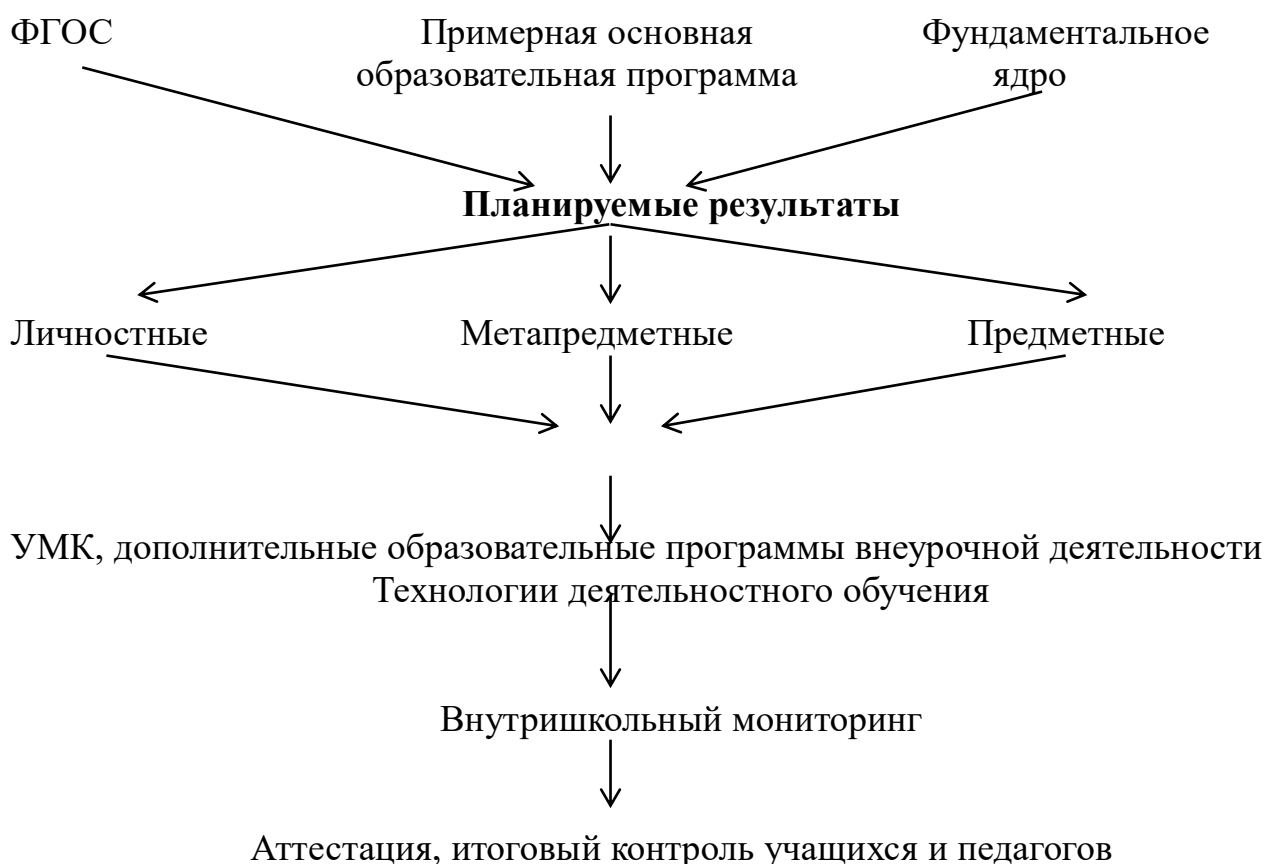 ФГОС Примерная основная Фундаментальное
образовательная программа ядро
Планируемые результаты
Личностные Метапредметные Предметные
УМК, дополнительные образовательные программы внеурочной деятельности
Технологии деятельностного обучения
Внутришкольный мониторинг
Аттестация, итоговый контроль учащихся и педагогов